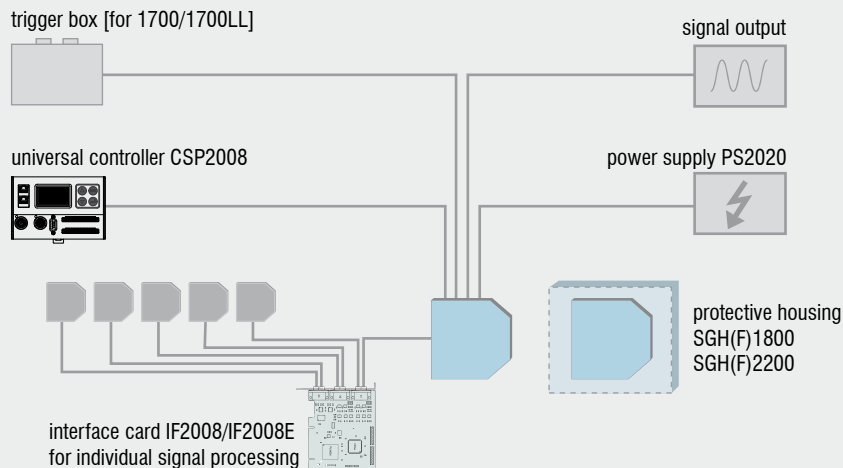 trigger box [for 1700/1700LL]
signal output
universal controller CSP2008
power supply PS2020
protective housing
SGH(F)1800
SGH(F)2200
interface card IF2008/IF2008E
for individual signal processing